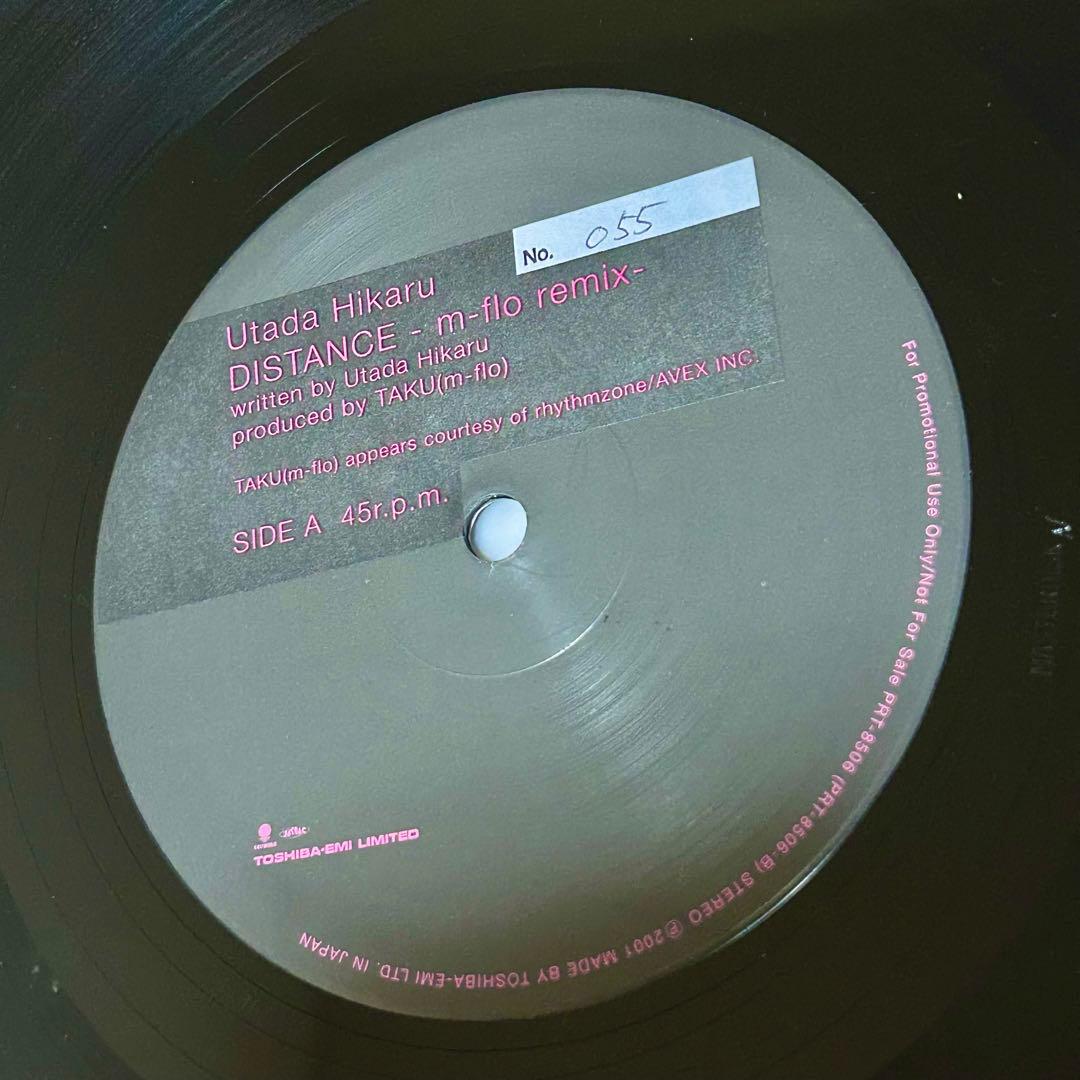 No. 055
Utada Hikaru
DISTANCE - m-flo remix-
written by Utada Hikaru
produced by TAKU(m-flo)
TAKU(m-flo) appears courtesy of rhythmzone/AVEX INC.
SIDE A 45r.p.m.
For Promotional Use Only/Not For Sale PRT-8506 (PRT-8506-B) STEREO Ⓟ2001 MADE BY TOSHIBA-EMI LTD. IN JAPAN
TOSHIBA-EMI LIMITED